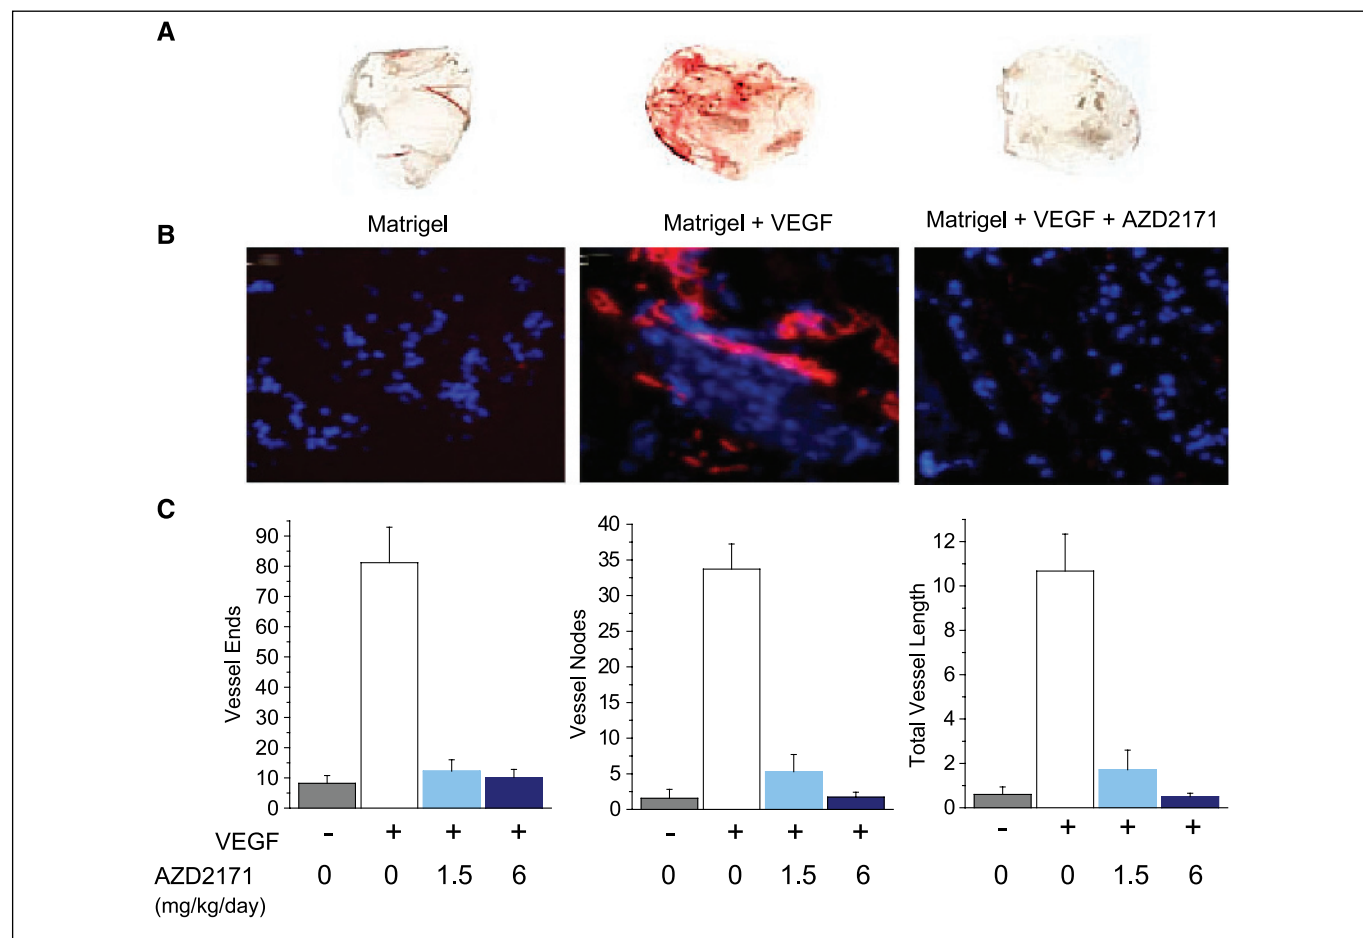 A
Matrigel
Matrigel + VEGF
Matrigel + VEGF + AZD2171
B
C
Vessel Ends
90
80
70
60
50
40
30
20
10
0
Vessel Nodes
40
35
30
25
20
15
10
5
0
Total Vessel Length
12
10
8
6
4
2
0
VEGF - + + + - + + + - + + +
AZD2171 0 0 1.5 6 0 0 1.5 6 0 0 1.5 6
(mg/kg/day)